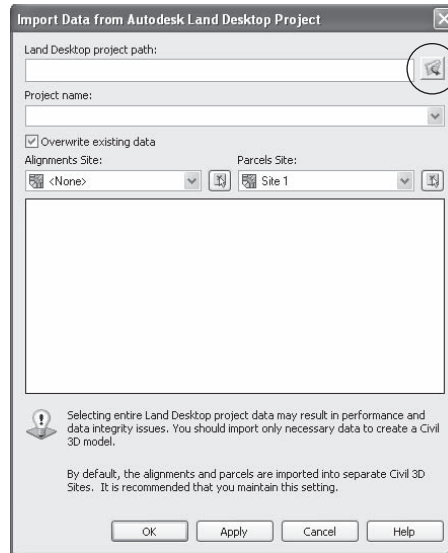 Import Data from Autodesk Land Desktop Project
Land Desktop project path:
Project name:
Overwrite existing data
Alignments Site:
Parcels Site:
<None>
Site 1
Selecting entire Land Desktop project data may result in performance and
data integrity issues. You should import only necessary data to create a Civil
3D model.
By default, the alignments and parcels are imported into separate Civil 3D
Sites. It is recommended that you maintain this setting.
OK
Apply
Cancel
Help